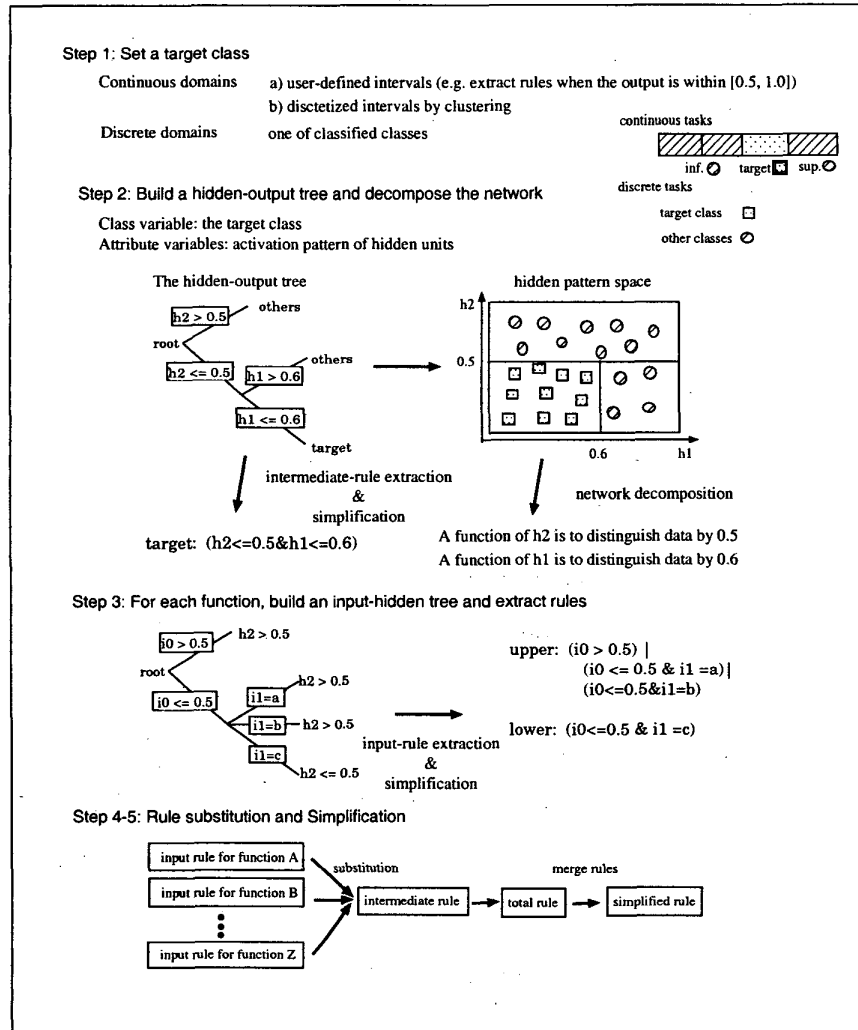 Step 1: Set a target class
Continuous domains a) user-defined intervals (e.g. extract rules when the output is within [0.5, 1.0])
b) disctetized intervals by clustering
Discrete domains one of classified classes
continuous tasks
inf. target sup.
discrete tasks
target class
other classes
Step 2: Build a hidden-output tree and decompose the network
Class variable: the target class
Attribute variables: activation pattern of hidden units
The hidden-output tree
others
h2 > 0.5
root
others
h2 <= 0.5
h1 > 0.6
h1 <= 0.6
target
hidden pattern space
h2
0.5
0.6 h1
intermediate-rule extraction
&
simplification
network decomposition
target: (h2<=0.5&h1<=0.6)
A function of h2 is to distinguish data by 0.5
A function of h1 is to distinguish data by 0.6
Step 3: For each function, build an input-hidden tree and extract rules
i0 > 0.5
h2 > 0.5
root
i0 <= 0.5
i1=a
h2 > 0.5
i1=b
h2 > 0.5
i1=c
h2 <= 0.5
input-rule extraction
&
simplification
upper: (i0 > 0.5) |
(i0 <= 0.5 & i1 =a)|
(i0<=0.5&i1=b)
lower: (i0<=0.5 & i1 =c)
Step 4-5: Rule substitution and Simplification
input rule for function A
input rule for function B
input rule for function Z
substitution
merge rules
intermediate rule
total rule
simplified rule